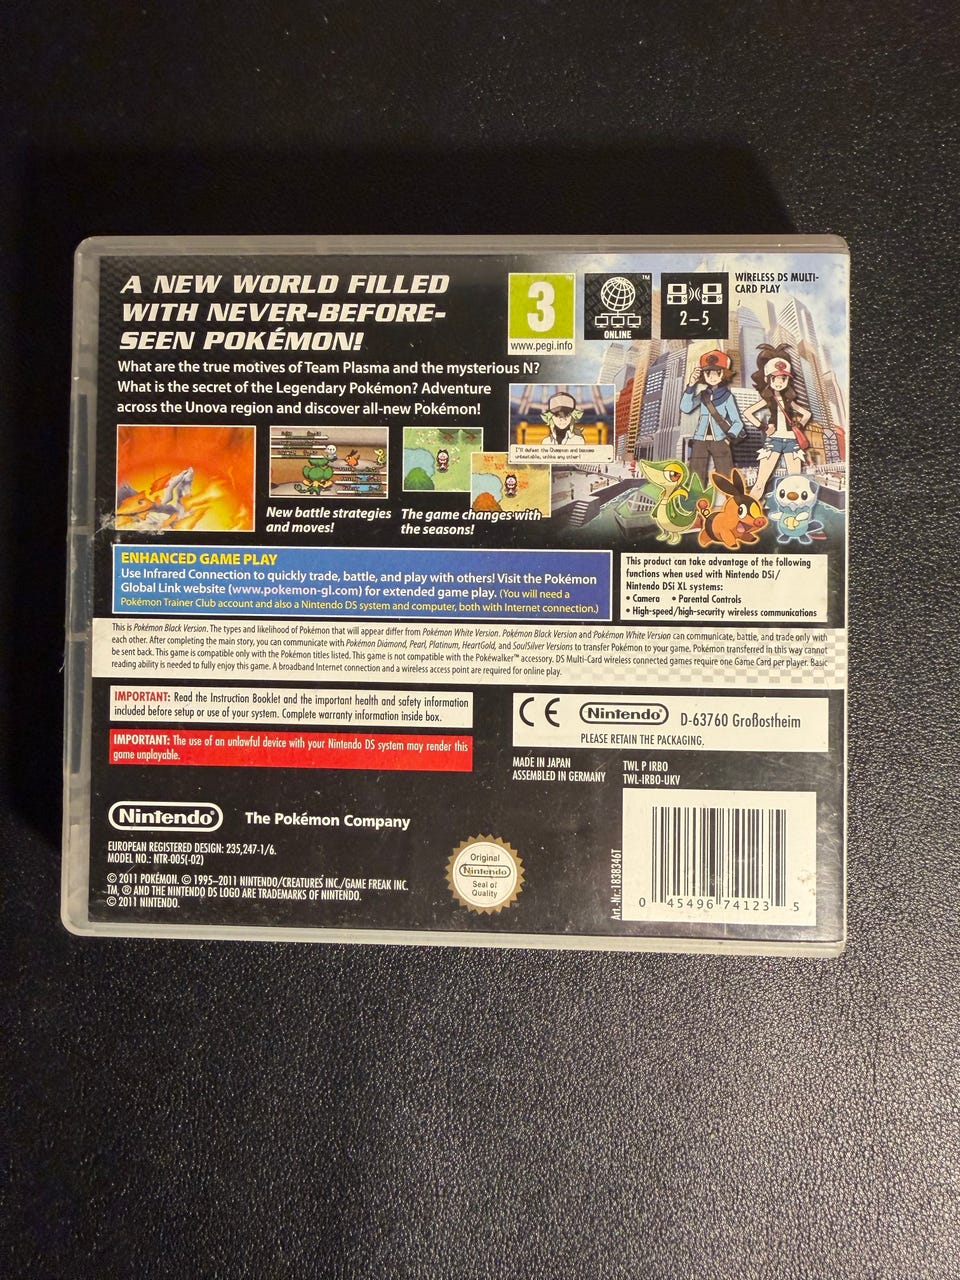 A NEW WORLD FILLED
WITH NEVER-BEFORE-
SEEN POKÉMON!
What are the true motives of Team Plasma and the mysterious N?
What is the secret of the Legendary Pokémon? Adventure
across the Unova region and discover all-new Pokémon!
3
™
www.pegi.info
™
ONLINE
2–5
WIRELESS DS MULTI-
CARD PLAY
I'll defeat the Champion and become
unbeatable, unlike any other!
New battle strategies
and moves!
The game changes with
the seasons!
ENHANCED GAME PLAY
Use Infrared Connection to quickly trade, battle, and play with others! Visit the Pokémon
Global Link website (www.pokemon-gl.com) for extended game play. (You will need a
Pokémon Trainer Club account and also a Nintendo DS system and computer, both with Internet connection.)
This product can take advantage of the following
functions when used with Nintendo DSi/
Nintendo DSi XL systems:
• Camera • Parental Controls
• High-speed/high-security wireless communications
This is Pokémon Black Version. The types and likelihood of Pokémon that will appear differ from Pokémon White Version. Pokémon Black Version and Pokémon White Version can communicate, battle, and trade only with
each other. After completing the main story, you can communicate with Pokémon Diamond, Pearl, Platinum, HeartGold, and SoulSilver Versions to transfer Pokémon to your game. Pokémon transferred in this way cannot
be sent back. This game is compatible only with the Pokémon titles listed. This game is not compatible with the Pokéwalker™ accessory. DS Multi-Card wireless connected games require one Game Card per player. Basic
reading ability is needed to fully enjoy this game. A broadband Internet connection and a wireless access point are required for online play.
IMPORTANT: Read the Instruction Booklet and the important health and safety information
included before setup or use of your system. Complete warranty information inside box.
IMPORTANT: The use of an unlawful device with your Nintendo DS system may render this
game unplayable.
CE Nintendo® D-63760 Großostheim
PLEASE RETAIN THE PACKAGING.
MADE IN JAPAN
ASSEMBLED IN GERMANY
TWL P IRBO
TWL-IRBO-UKV
Nintendo®
The Pokémon Company
EUROPEAN REGISTERED DESIGN: 235,247-1/6.
MODEL NO.: NTR-005(-02)
© 2011 POKÉMON. © 1995–2011 NINTENDO/CREATURES INC./GAME FREAK INC.
TM, ® AND THE NINTENDO DS LOGO ARE TRADEMARKS OF NINTENDO.
© 2011 NINTENDO.
Original
Nintendo
Seal of
Quality
Art.-Nr.: 1838346T
0 45496 74123 5